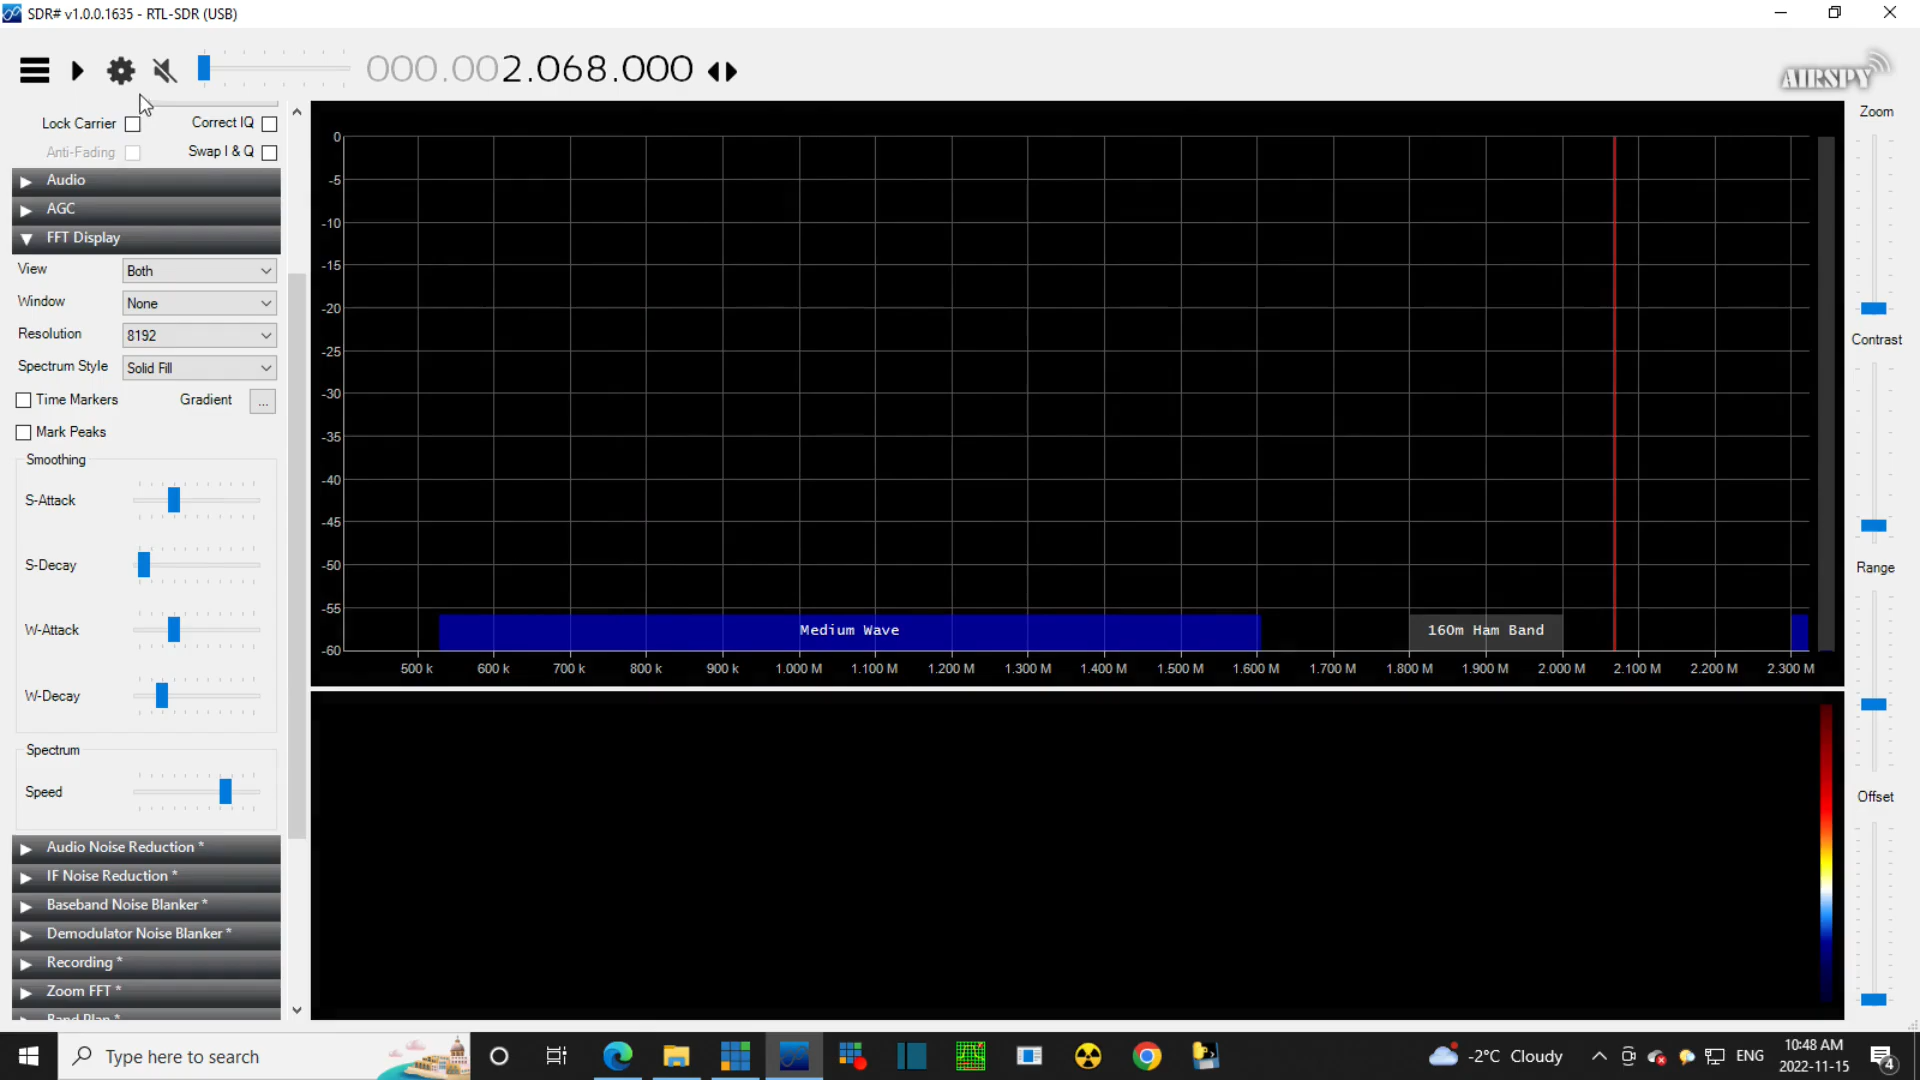 SDR# v1.0.0.1635 - RTL-SDR (USB)
000.002.068.000
AIRSPY
Lock Carrier
Correct IQ
Anti-Fading
Swap I & Q
Audio
AGC
FFT Display
View
Both
Window
None
Resolution
8192
Spectrum Style
Solid Fill
Time Markers
Gradient
...
Mark Peaks
Smoothing
S-Attack
S-Decay
W-Attack
W-Decay
Spectrum
Speed
Audio Noise Reduction *
IF Noise Reduction *
Baseband Noise Blanker *
Demodulator Noise Blanker *
Recording *
Zoom FFT *
Band Plan *
0
-5
-10
-15
-20
-25
-30
-35
-40
-45
-50
-55
-60
Medium Wave
160m Ham Band
500 k 600 k 700 k 800 k 900 k 1.000 M 1.100 M 1.200 M 1.300 M 1.400 M 1.500 M 1.600 M 1.700 M 1.800 M 1.900 M 2.000 M 2.100 M 2.200 M 2.300 M
Zoom
Contrast
Range
Offset
Type here to search
-2°C Cloudy
ENG
10:48 AM
2022-11-15
4